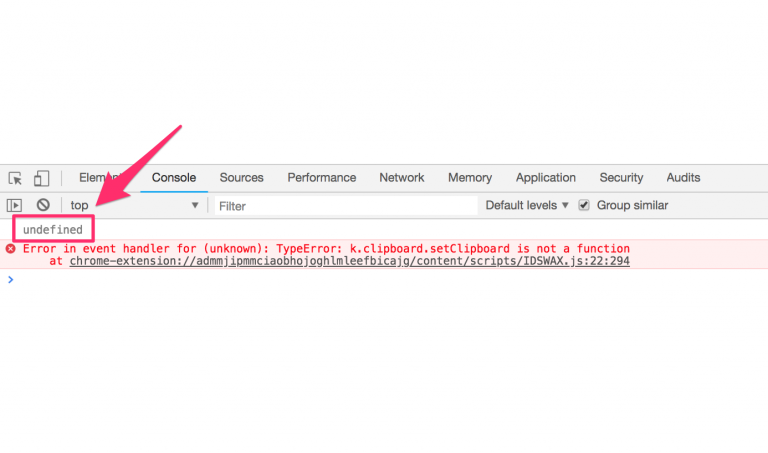 Elements Console Sources Performance Network Memory Application Security Audits
top Filter Default levels Group similar
undefined
Error in event handler for (unknown): TypeError: k.clipboard.setClipboard is not a function
at chrome-extension://admmjipmmciaobhojoghlmleefbicajg/content/scripts/IDSWAX.js:22:294